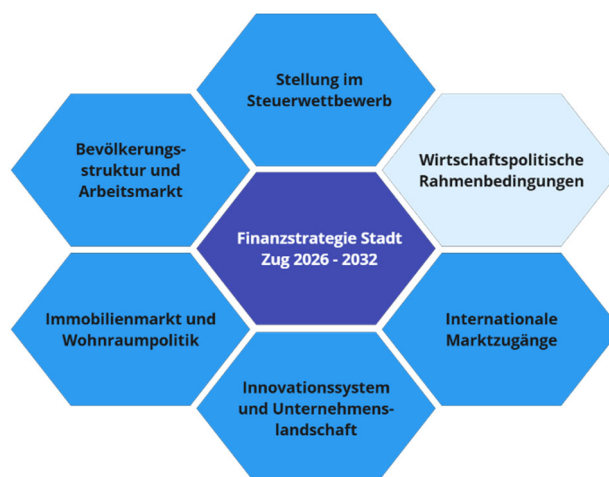 Stellung im
Steuerwettbewerb
Bevölkerungs-
struktur und
Arbeitsmarkt
Wirtschaftspolitische
Rahmenbedingungen
Finanzstrategie Stadt
Zug 2026 - 2032
Immobilienmarkt und
Wohnraumpolitik
Internationale
Marktzugänge
Innovationssystem
und Unternehmens-
landschaft